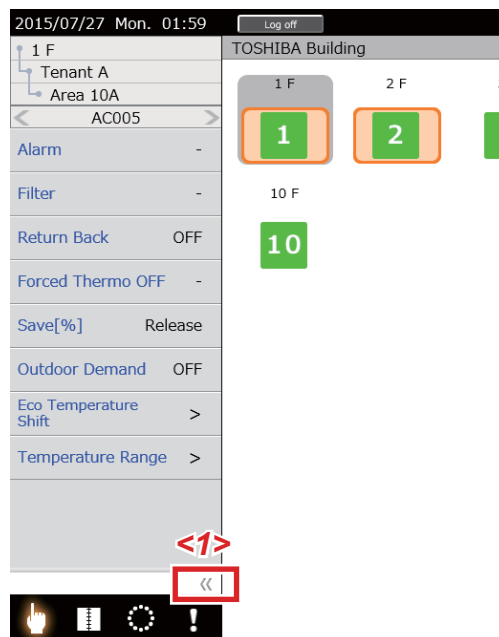 2015/07/27 Mon. 01:59
Log off
1 F
Tenant A
Area 10A
< AC005 >
TOSHIBA Building
1 F
2 F
1
2
10 F
10
Alarm -
Filter -
Return Back OFF
Forced Thermo OFF -
Save[%] Release
Outdoor Demand OFF
Eco Temperature
Shift >
Temperature Range >
<1>
«
!